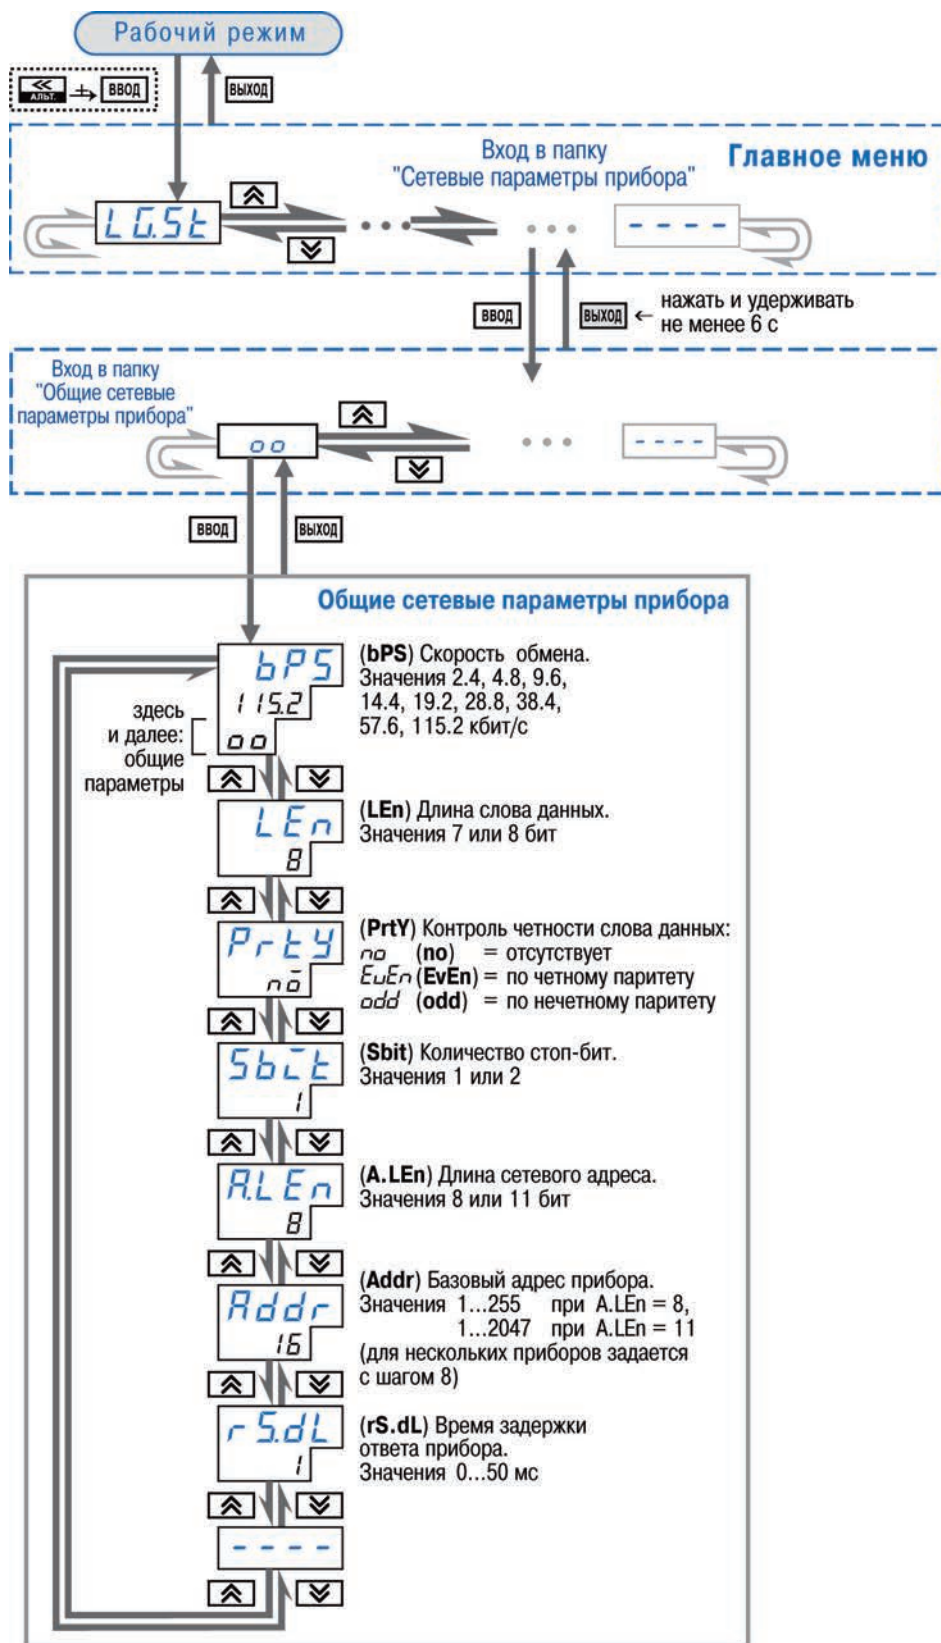 Рабочий режим
<<
АЛЬТ.
ВВОД
ВЫХОД
Вход в папку
"Сетевые параметры прибора"
Главное меню
LG.St
• • •
• • •
- - - -
ВВОД
ВЫХОД
← нажать и удерживать
не менее 6 с
Вход в папку
"Общие сетевые
параметры прибора"
oo
• • •
- - - -
ВВОД
ВЫХОД
Общие сетевые параметры прибора
bPS
115.2
oo
здесь
и далее:
общие
параметры
(bPS) Скорость обмена.
Значения 2.4, 4.8, 9.6,
14.4, 19.2, 28.8, 38.4,
57.6, 115.2 кбит/с
LEn
8
(LEn) Длина слова данных.
Значения 7 или 8 бит
PrtY
no
(PrtY) Контроль четности слова данных:
no (no) = отсутствует
EvEn (EvEn) = по четному паритету
odd (odd) = по нечетному паритету
Sbit
1
(Sbit) Количество стоп-бит.
Значения 1 или 2
A.LEn
8
(A.LEn) Длина сетевого адреса.
Значения 8 или 11 бит
Addr
16
(Addr) Базовый адрес прибора.
Значения 1...255 при A.LEn = 8,
1...2047 при A.LEn = 11
(для нескольких приборов задается
с шагом 8)
rS.dL
1
(rS.dL) Время задержки
ответа прибора.
Значения 0...50 мс
- - - -